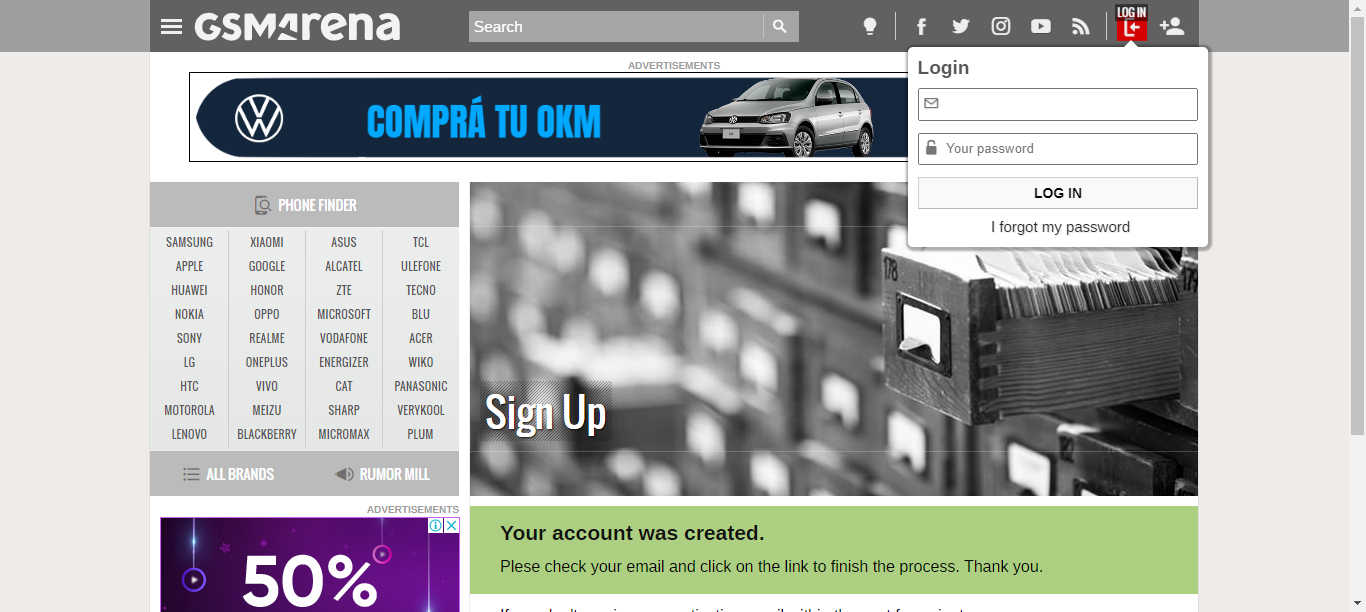 GSMArena
Search
LOG IN
Login
Your password
LOG IN
I forgot my password
ADVERTISEMENTS
COMPRÁ TU 0KM
PHONE FINDER
SAMSUNG XIAOMI ASUS TCL
APPLE GOOGLE ALCATEL ULEFONE
HUAWEI HONOR ZTE TECNO
NOKIA OPPO MICROSOFT BLU
SONY REALME VODAFONE ACER
LG ONEPLUS ENERGIZER WIKO
HTC VIVO CAT PANASONIC
MOTOROLA MEIZU SHARP VERYKOOL
LENOVO BLACKBERRY MICROMAX PLUM
ALL BRANDS RUMOR MILL
178
Sign Up
ADVERTISEMENTS
50%
Your account was created.
Plese check your email and click on the link to finish the process. Thank you.